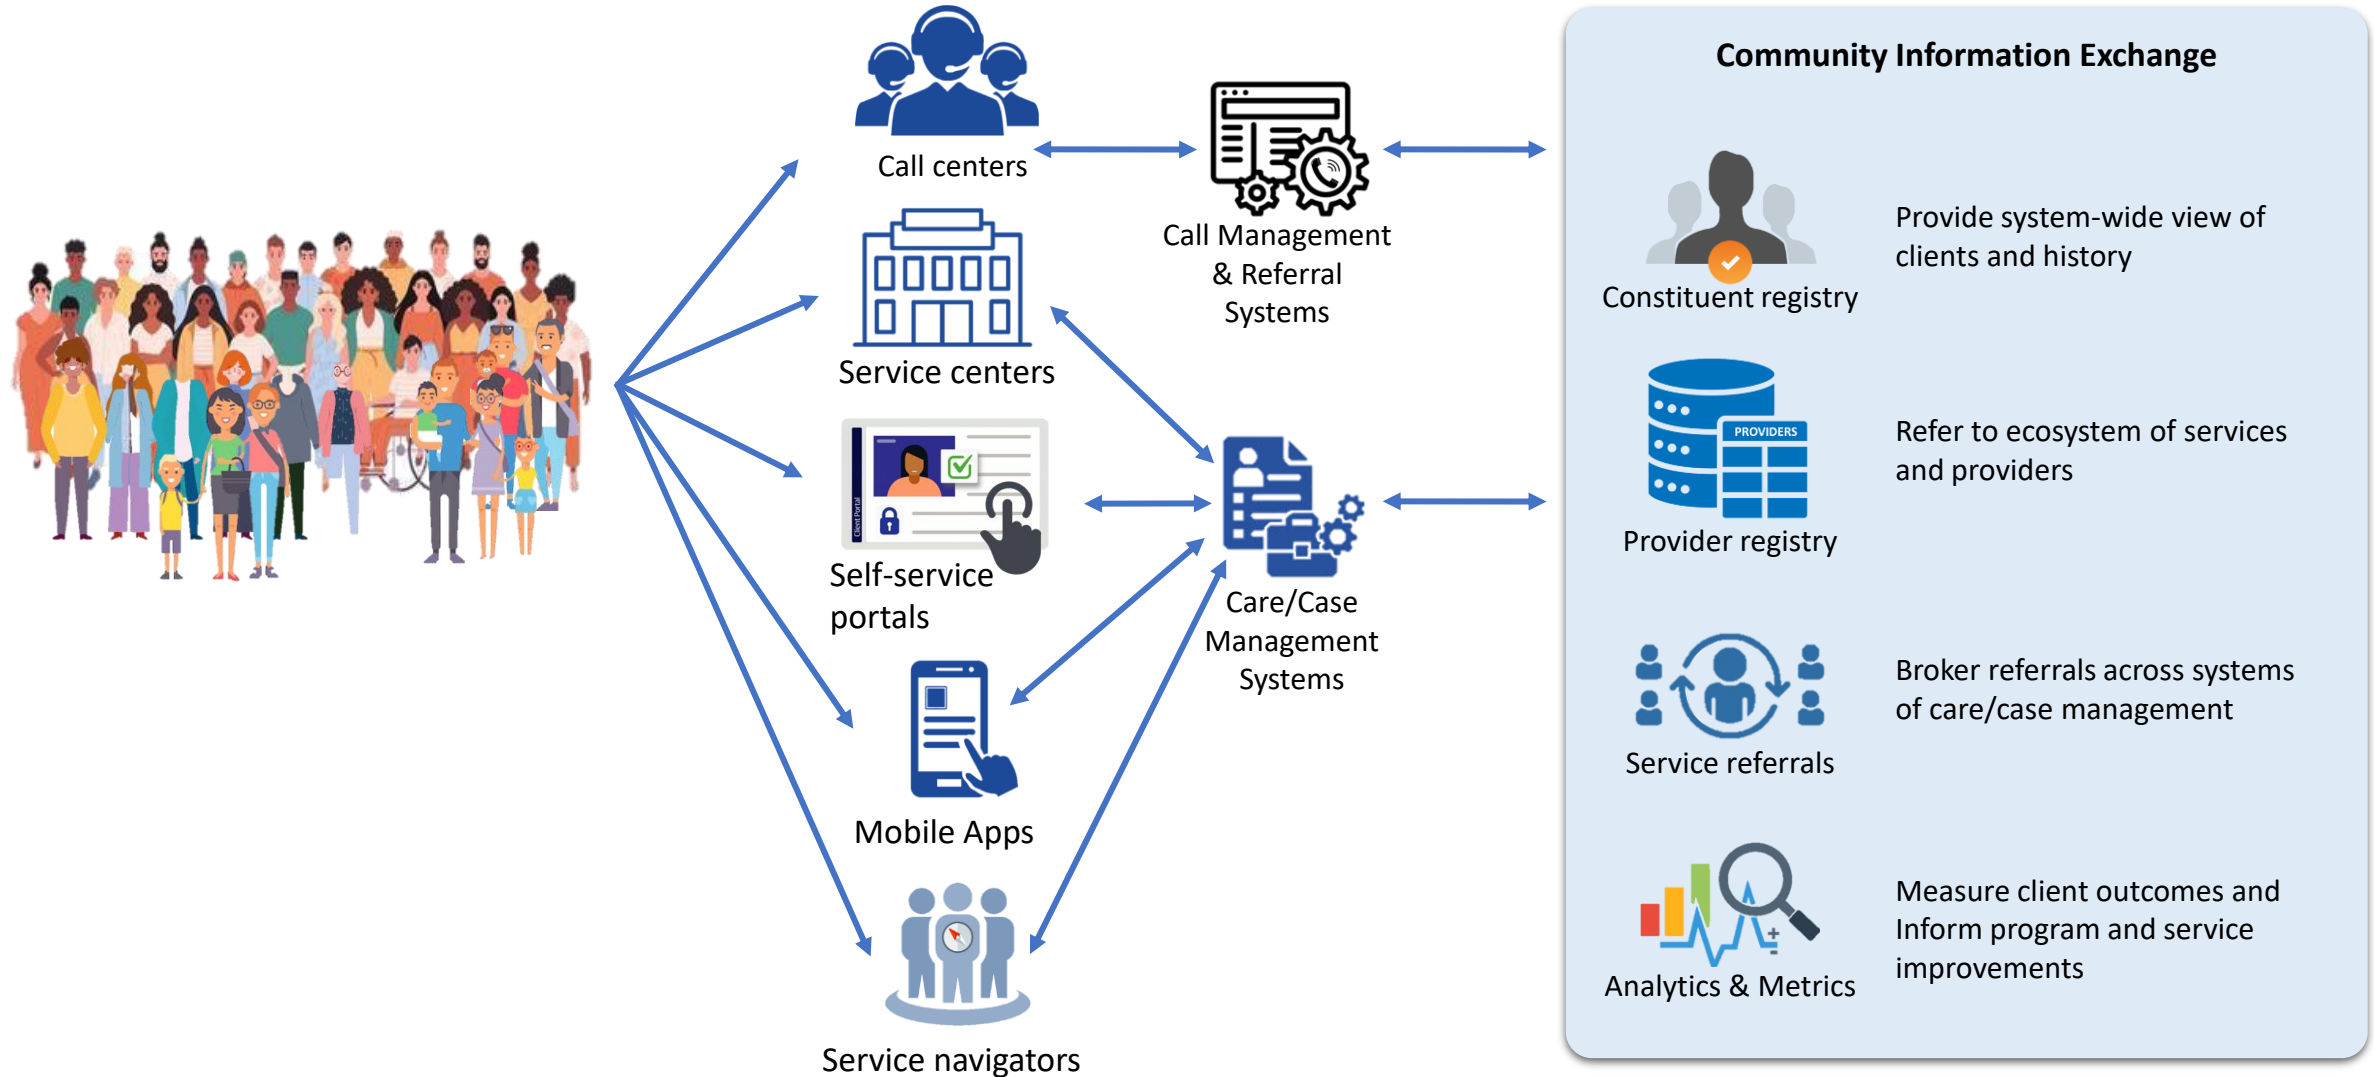 Community Information Exchange
Call centers
Call Management
& Referral
Systems
Service centers
Client Portal
Self-service
portals
Care/Case
Management
Systems
Mobile Apps
Service navigators
Constituent registry
Provide system-wide view of
clients and history
PROVIDERS
Provider registry
Refer to ecosystem of services
and providers
Service referrals
Broker referrals across systems
of care/case management
Analytics & Metrics
Measure client outcomes and
Inform program and service
improvements